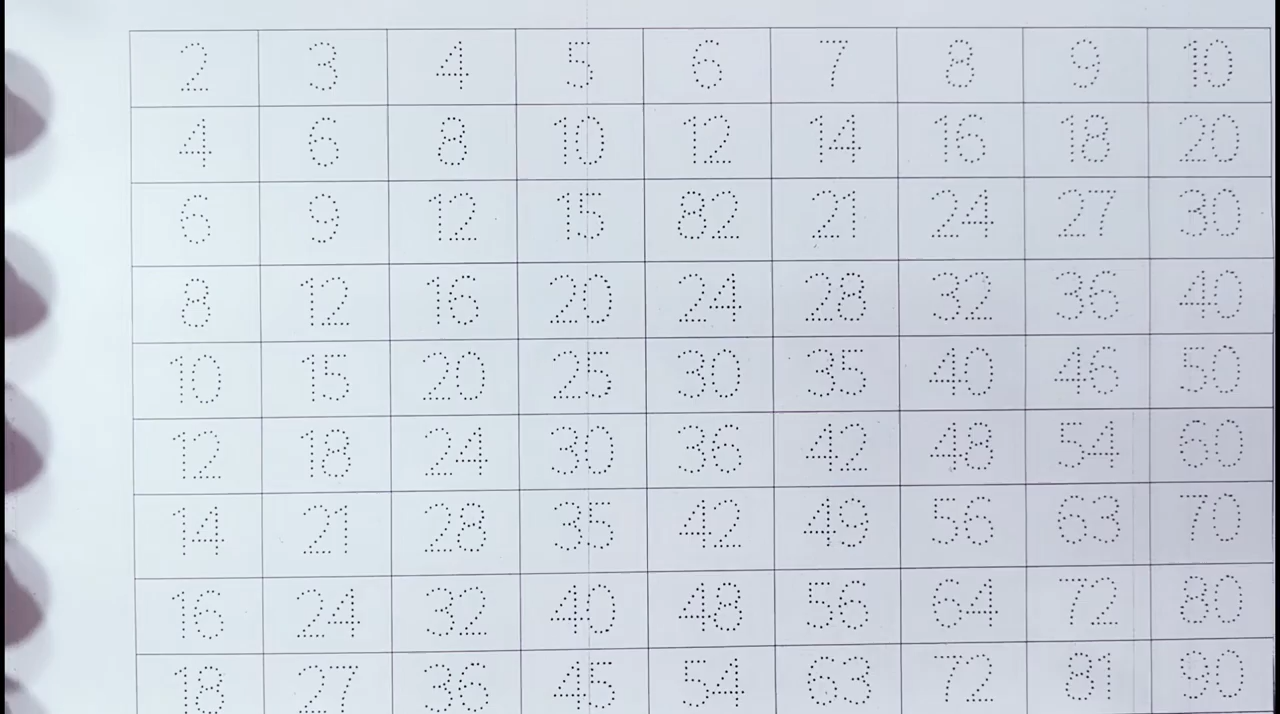 2 3 4 5 6 7 8 9 10
4 6 8 10 12 14 16 18 20
6 9 12 15 82 21 24 27 30
8 12 16 20 24 28 32 36 40
10 15 20 25 30 35 40 46 50
12 18 24 30 36 42 48 54 60
14 21 28 35 42 49 56 63 70
16 24 32 40 48 56 64 72 80
18 27 36 45 54 63 72 81 90